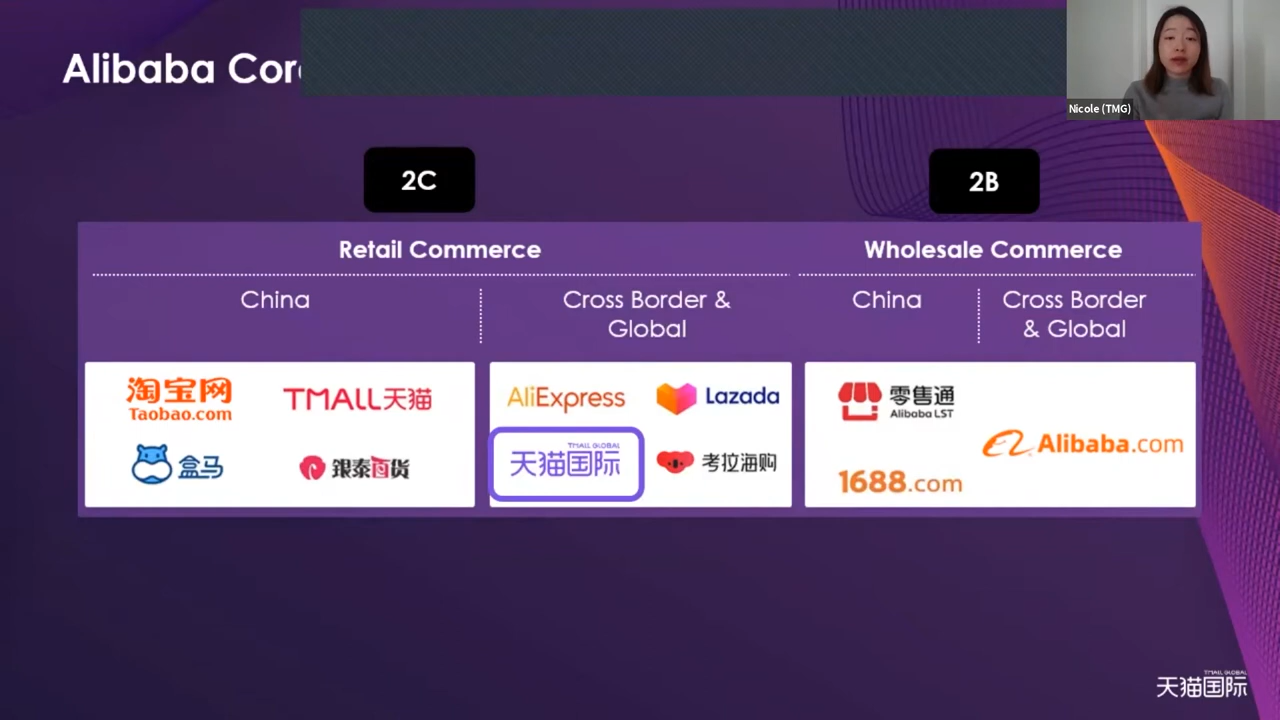 Alibaba Cor
Nicole (TMG)
2C
2B
Retail Commerce
Wholesale Commerce
China
Cross Border &
Global
China
Cross Border
& Global
淘宝网
Taobao.com
TMALL天猫
盒马
银泰百货
AliExpress
Lazada
TMALL GLOBAL
天猫国际
考拉海购
零售通
Alibaba LST
1688.com
Alibaba.com
TMALL GLOBAL
天猫国际